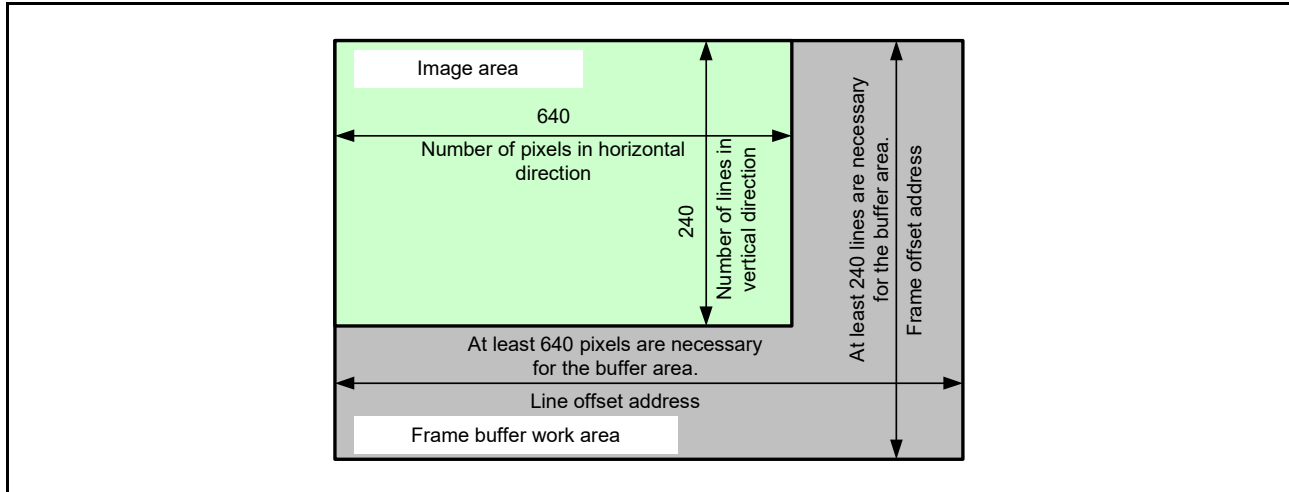 Image area
640
Number of pixels in horizontal
direction
240
Number of lines in
vertical direction
At least 240 lines are necessary
for the buffer area.
Frame offset address
At least 640 pixels are necessary
for the buffer area.
Line offset address
Frame buffer work area